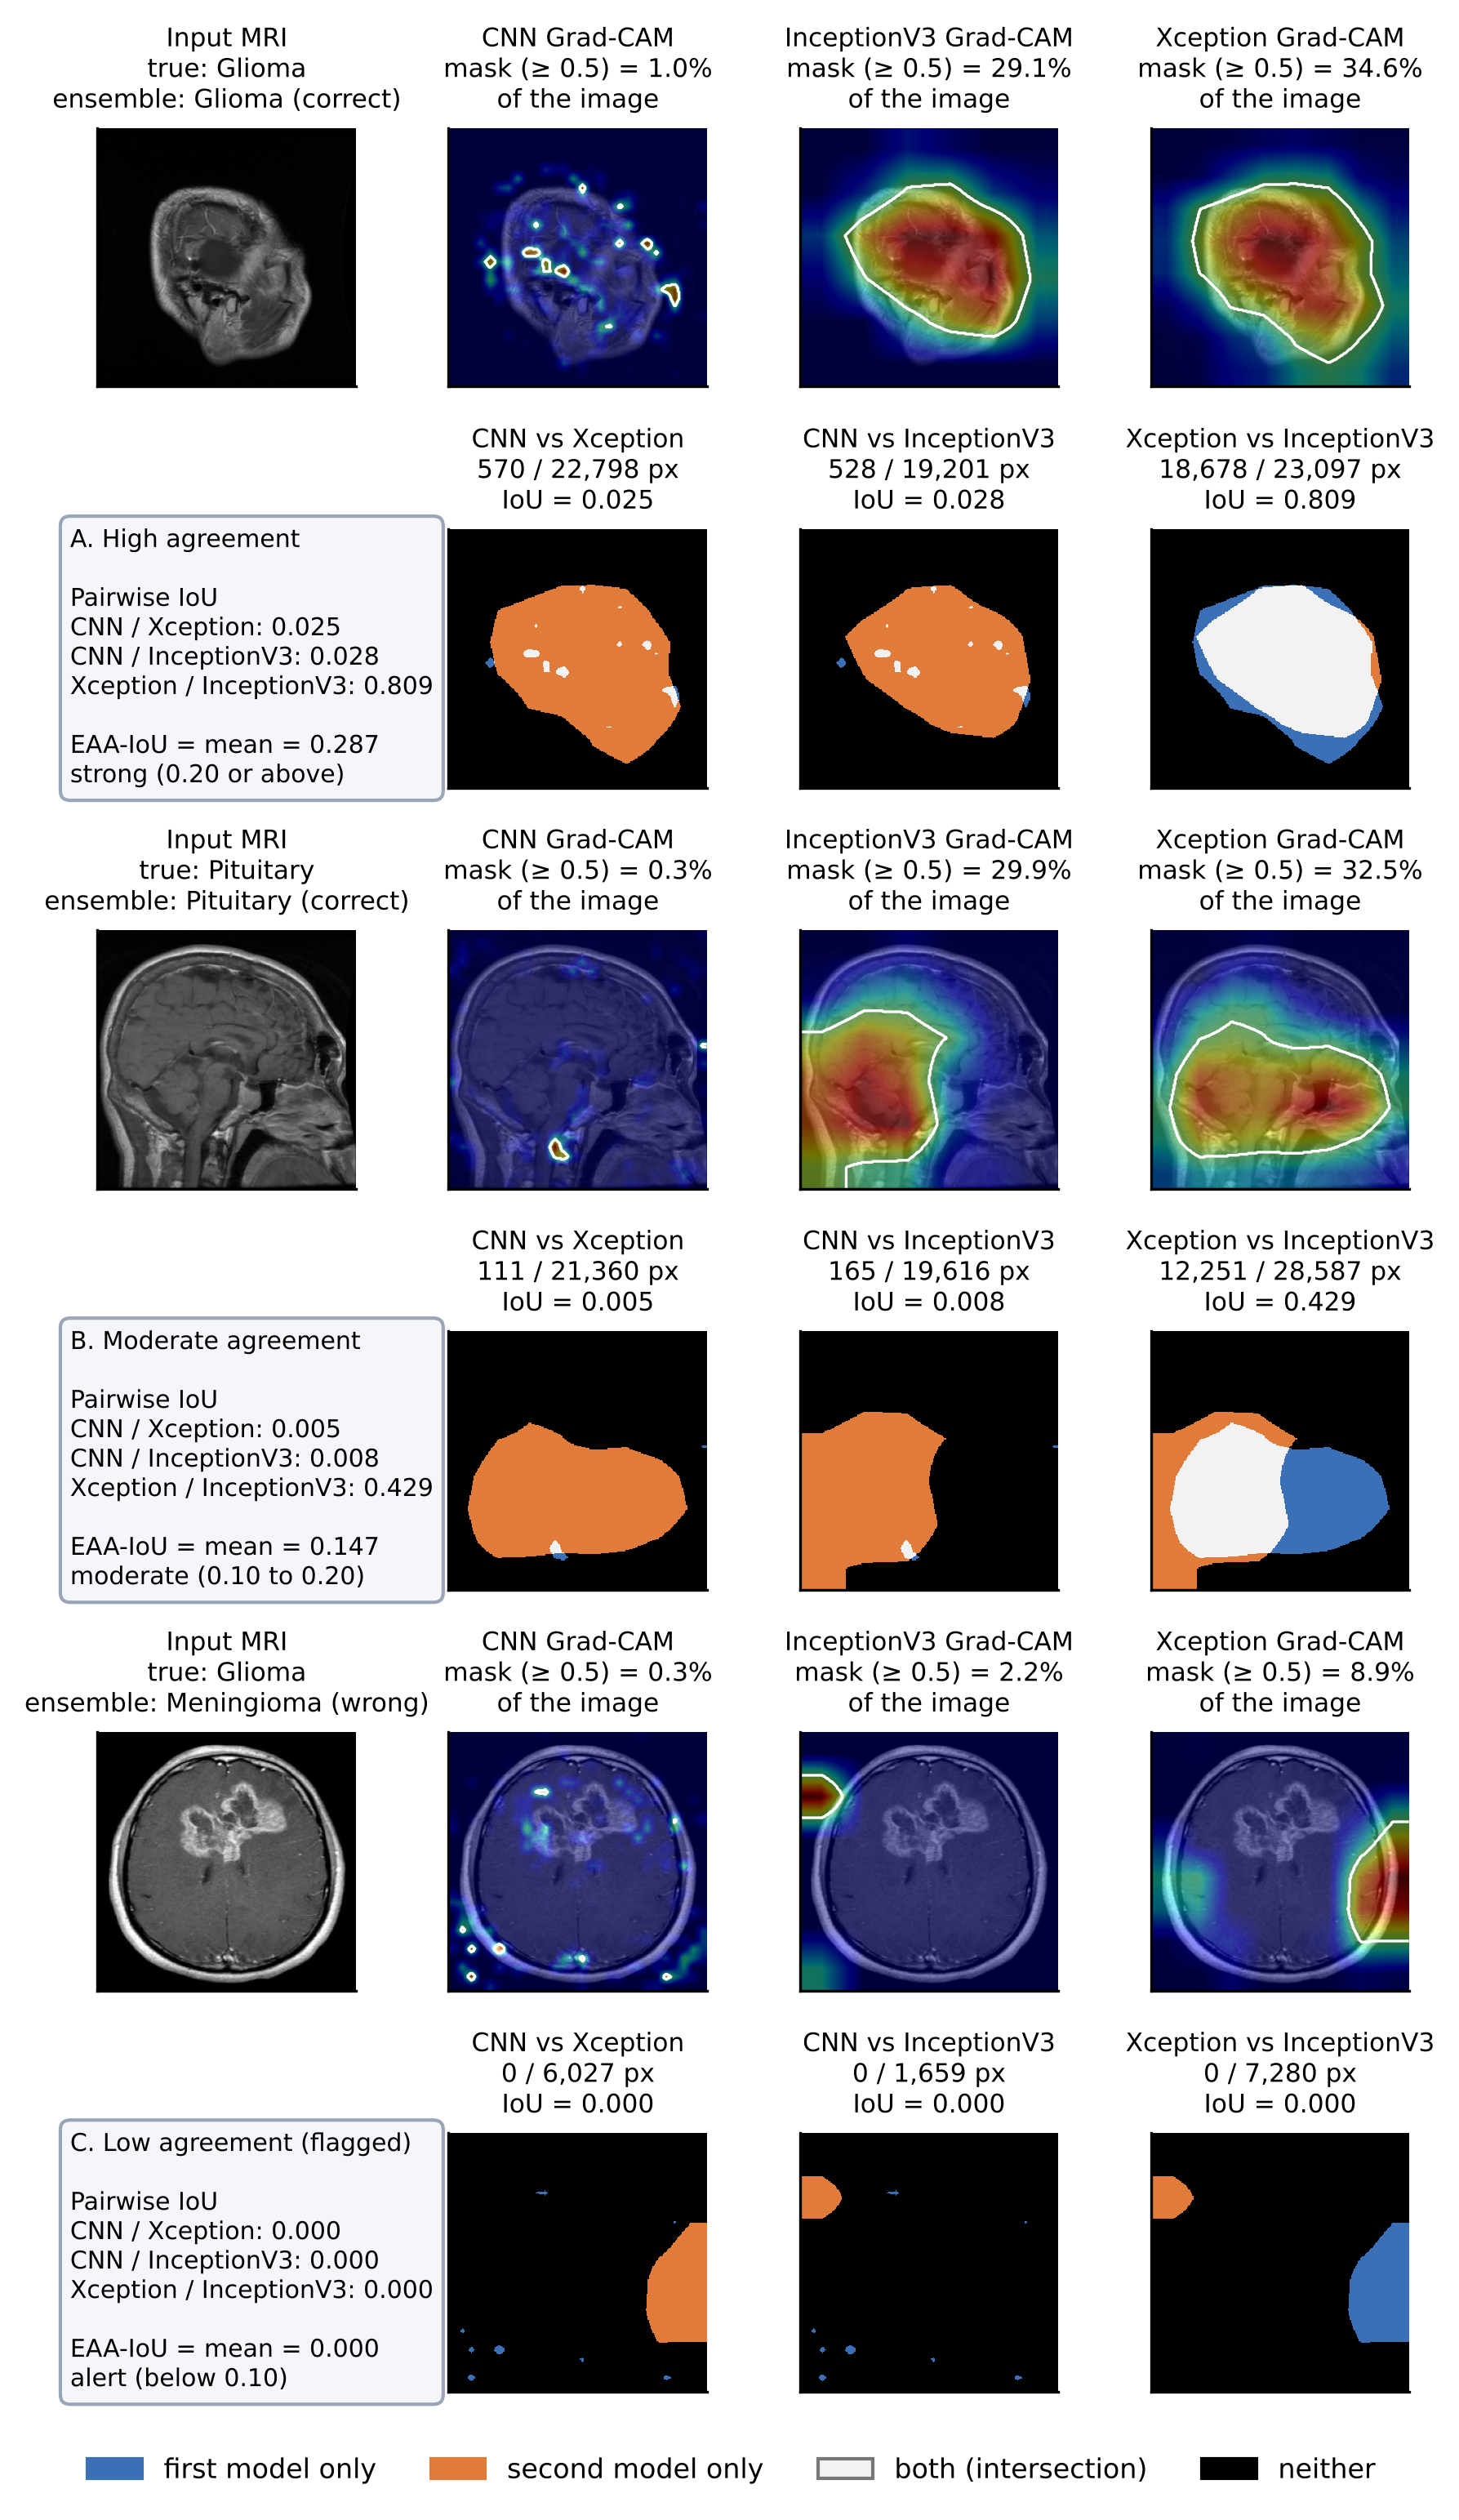 Input MRI
true: Glioma
ensemble: Glioma (correct)
CNN Grad-CAM
mask (≥ 0.5) = 1.0%
of the image
InceptionV3 Grad-CAM
mask (≥ 0.5) = 29.1%
of the image
Xception Grad-CAM
mask (≥ 0.5) = 34.6%
of the image
CNN vs Xception
570 / 22,798 px
IoU = 0.025
CNN vs InceptionV3
528 / 19,201 px
IoU = 0.028
Xception vs InceptionV3
18,678 / 23,097 px
IoU = 0.809
A. High agreement
Pairwise IoU
CNN / Xception: 0.025
CNN / InceptionV3: 0.028
Xception / InceptionV3: 0.809
EAA-IoU = mean = 0.287
strong (0.20 or above)
Input MRI
true: Pituitary
ensemble: Pituitary (correct)
CNN Grad-CAM
mask (≥ 0.5) = 0.3%
of the image
InceptionV3 Grad-CAM
mask (≥ 0.5) = 29.9%
of the image
Xception Grad-CAM
mask (≥ 0.5) = 32.5%
of the image
CNN vs Xception
111 / 21,360 px
IoU = 0.005
CNN vs InceptionV3
165 / 19,616 px
IoU = 0.008
Xception vs InceptionV3
12,251 / 28,587 px
IoU = 0.429
B. Moderate agreement
Pairwise IoU
CNN / Xception: 0.005
CNN / InceptionV3: 0.008
Xception / InceptionV3: 0.429
EAA-IoU = mean = 0.147
moderate (0.10 to 0.20)
Input MRI
true: Glioma
ensemble: Meningioma (wrong)
CNN Grad-CAM
mask (≥ 0.5) = 0.3%
of the image
InceptionV3 Grad-CAM
mask (≥ 0.5) = 2.2%
of the image
Xception Grad-CAM
mask (≥ 0.5) = 8.9%
of the image
CNN vs Xception
0 / 6,027 px
IoU = 0.000
CNN vs InceptionV3
0 / 1,659 px
IoU = 0.000
Xception vs InceptionV3
0 / 7,280 px
IoU = 0.000
C. Low agreement (flagged)
Pairwise IoU
CNN / Xception: 0.000
CNN / InceptionV3: 0.000
Xception / InceptionV3: 0.000
EAA-IoU = mean = 0.000
alert (below 0.10)
first model only
second model only
both (intersection)
neither